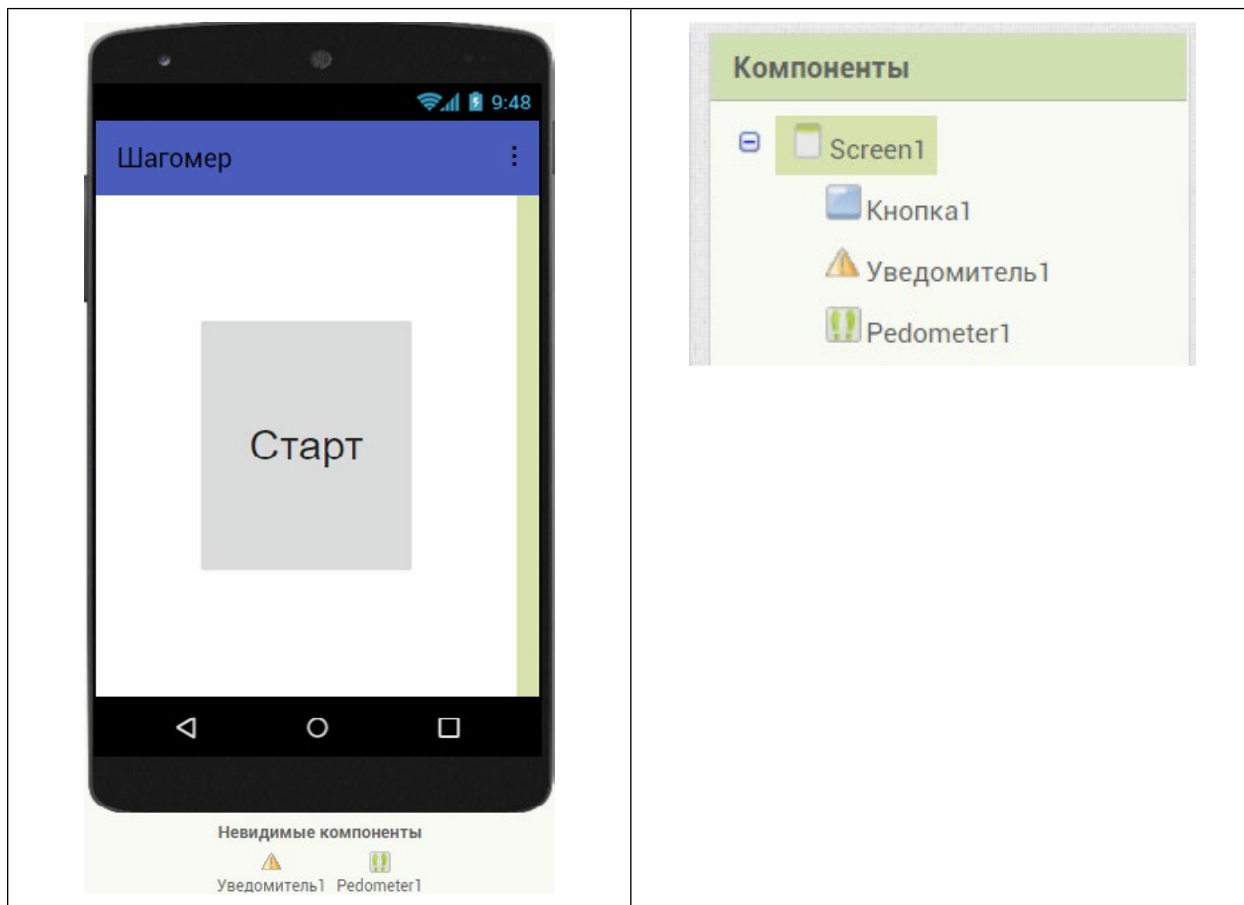 9:48
Шагомер
Старт
Невидимые компоненты
Уведомитель1 Pedometer1
Компоненты
Screen1
Кнопка1
Уведомитель1
Pedometer1